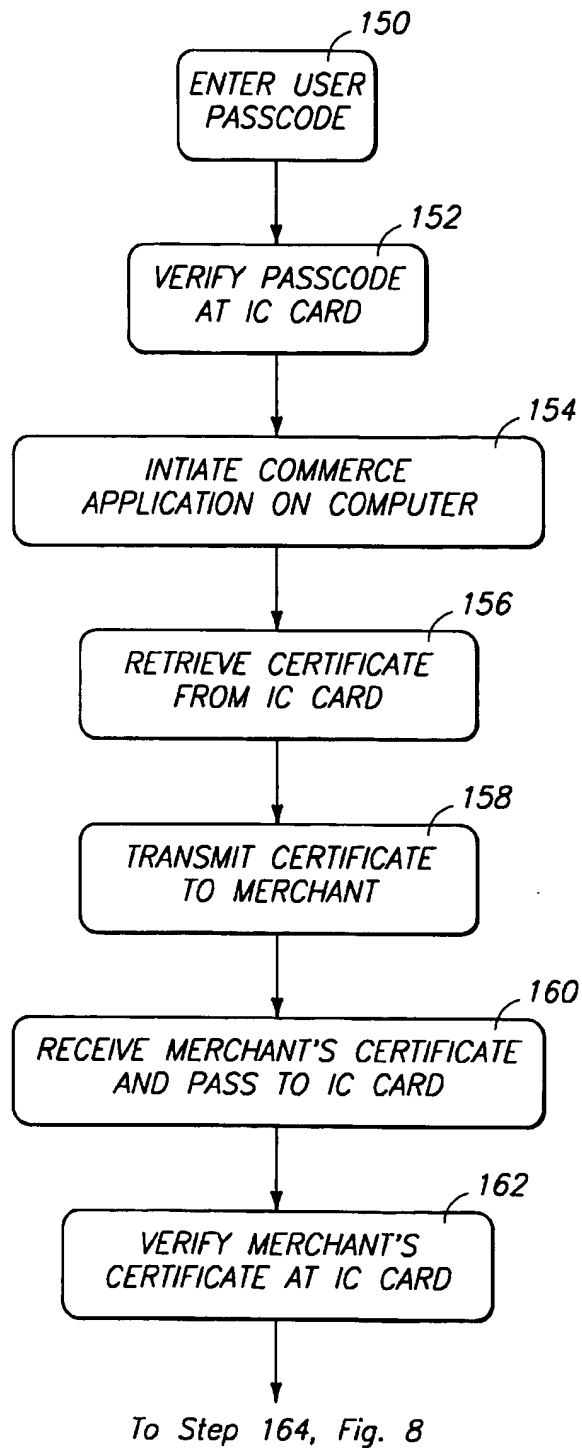 150
ENTER USER
PASSCODE
152
VERIFY PASSCODE
AT IC CARD
154
INTIATE COMMERCE
APPLICATION ON COMPUTER
156
RETRIEVE CERTIFICATE
FROM IC CARD
158
TRANSMIT CERTIFICATE
TO MERCHANT
160
RECEIVE MERCHANT'S CERTIFICATE
AND PASS TO IC CARD
162
VERIFY MERCHANT'S
CERTIFICATE AT IC CARD
To Step 164, Fig. 8